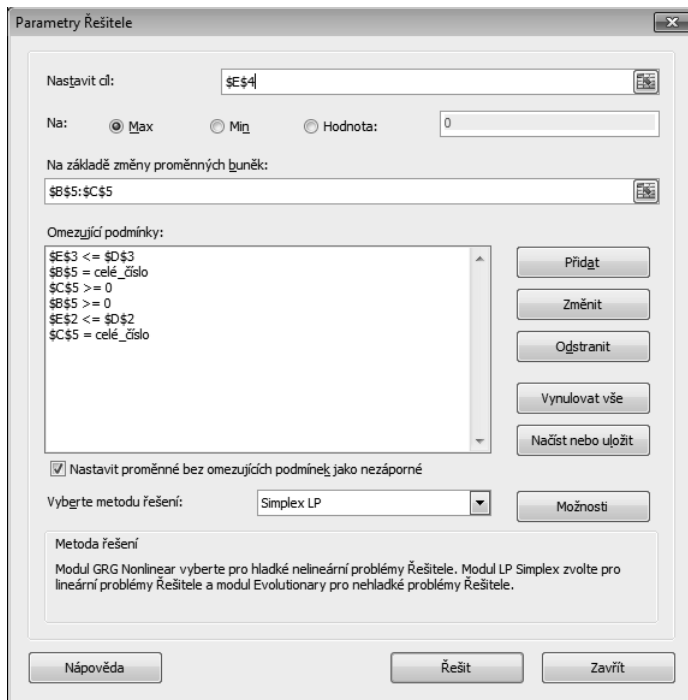 Parametry Řešitele
Nastavit cíl:
$E$4
Na:
Max
Min
Hodnota:
0
Na základě změny proměnných buněk:
$B$5:$C$5
Omezující podmínky:
$E$3 <= $D$3
$B$5 = celé_číslo
$C$5 >= 0
$B$5 >= 0
$E$2 <= $D$2
$C$5 = celé_číslo
Přidat
Změnit
Odstranit
Vynulovat vše
Načíst nebo uložit
Nastavit proměnné bez omezujících podmínek jako nezáporné
Vyberte metodu řešení:
Simplex LP
Možnosti
Metoda řešení
Modul GRG Nonlinear vyberte pro hladké nelineární problémy Řešitele. Modul LP Simplex zvolte pro
lineární problémy Řešitele a modul Evolutionary pro nehladké problémy Řešitele.
Nápověda
Řešit
Zavřít